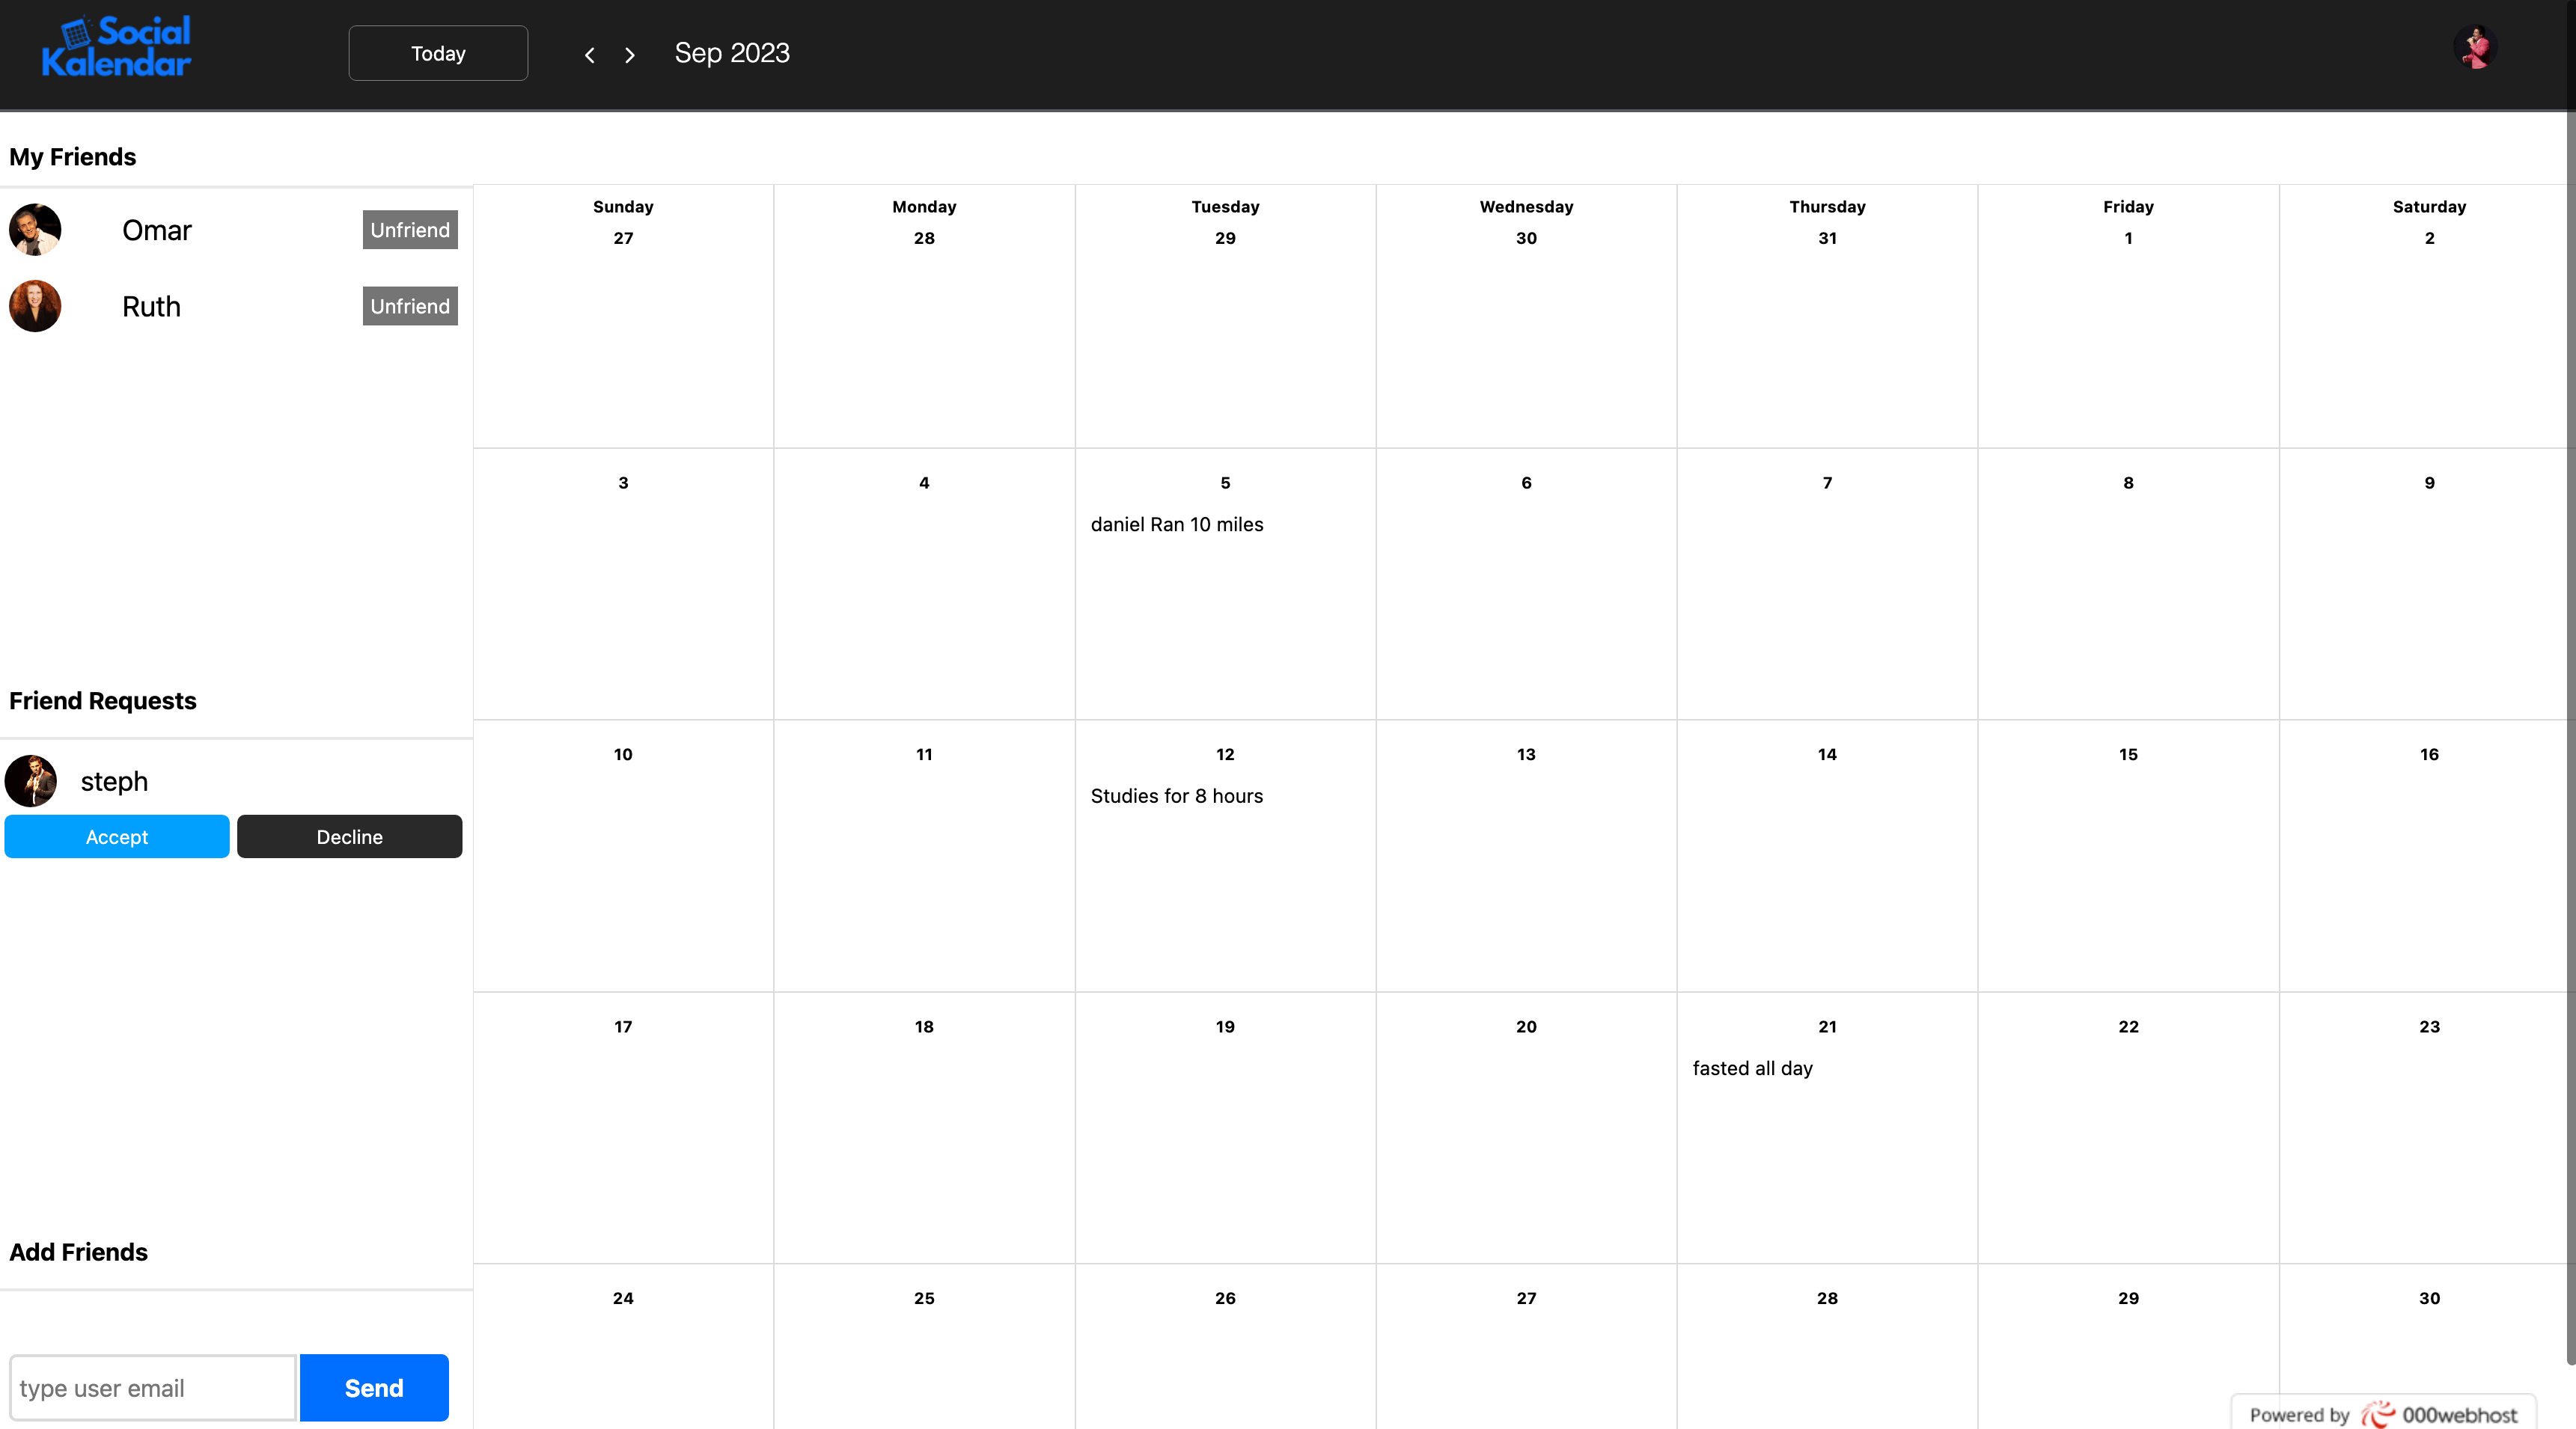 Social
Kalendar
Today
Sep 2023
My Friends
Omar
Unfriend
Ruth
Unfriend
Friend Requests
steph
Accept
Decline
Add Friends
type user email
Send
Sunday Monday Tuesday Wednesday Thursday Friday Saturday
27 28 29 30 31 1 2
3 4 5 6 7 8 9
daniel Ran 10 miles
10 11 12 13 14 15 16
Studies for 8 hours
17 18 19 20 21 22 23
fasted all day
24 25 26 27 28 29 30
Powered by 000webhost